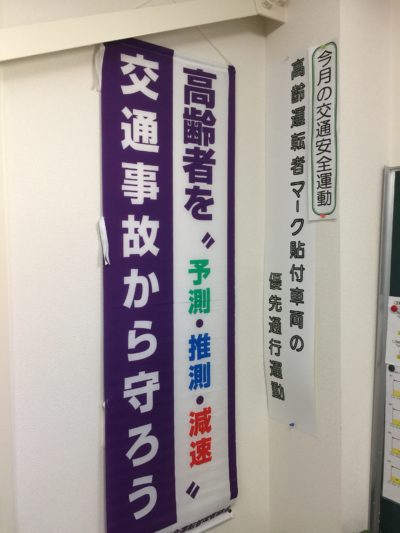 今月の交通安全運動
高齢運転者マーク貼付車両の
優先通行運動
高齢者を〝予測・推測・減速〟
交通事故から守ろう